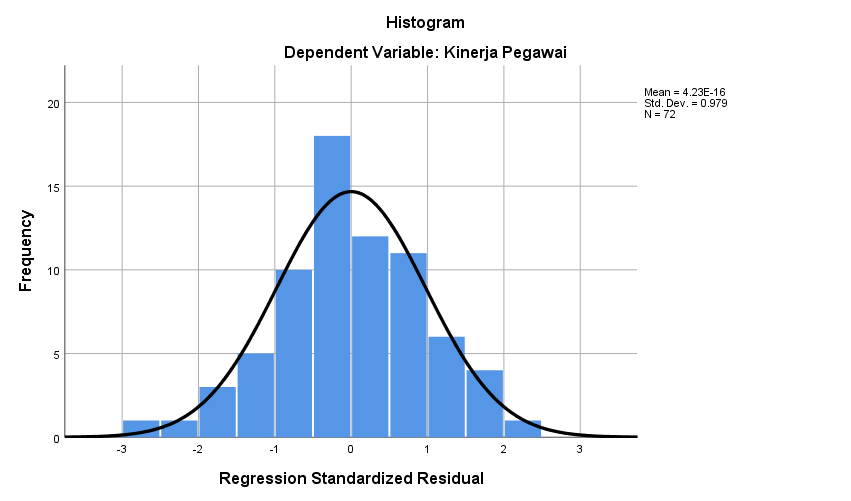 Histogram
Dependent Variable: Kinerja Pegawai
Mean = 4.23E-16
Std. Dev. = 0.979
N = 72
Frequency
20
15
10
5
0
-3
-2
-1
0
1
2
3
Regression Standardized Residual